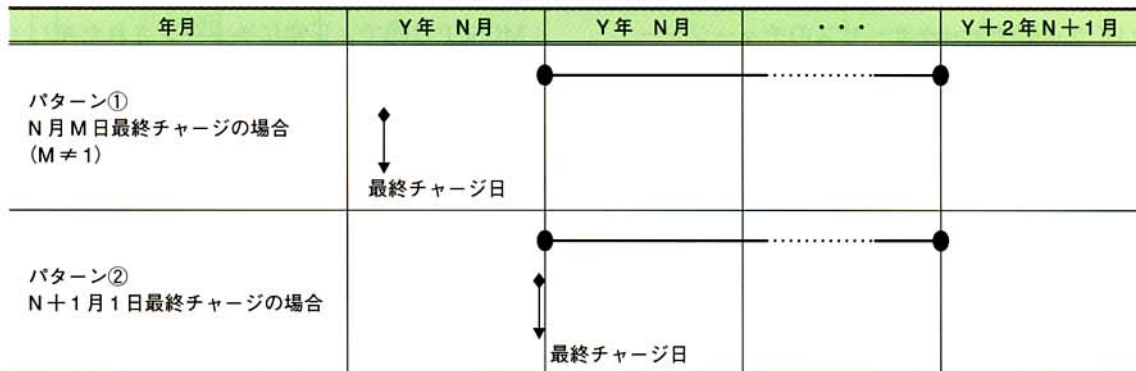 年月 Y年 N月 Y年 N月 ・・・ Y＋2年N＋1月
パターン①
N月M日最終チャージの場合
（M≠1）
最終チャージ日
パターン②
N＋1月1日最終チャージの場合
最終チャージ日